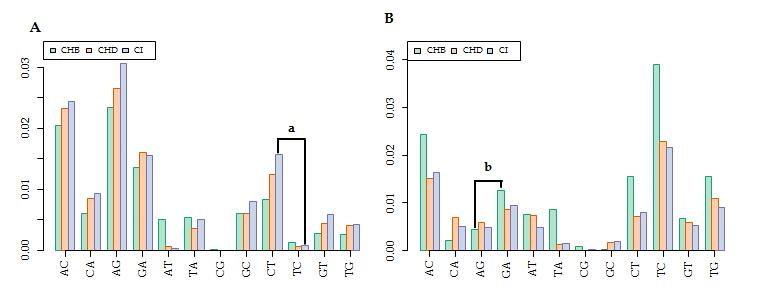 A
CHB CHD CI
0.03
0.02
0.01
0.00
a
AC CA AG GA AT TA CG GC CT TC GT TG
B
CHB CHD CI
0.04
0.03
0.02
0.01
0.00
b
AC CA AG GA AT TA CG GC CT TC GT TG